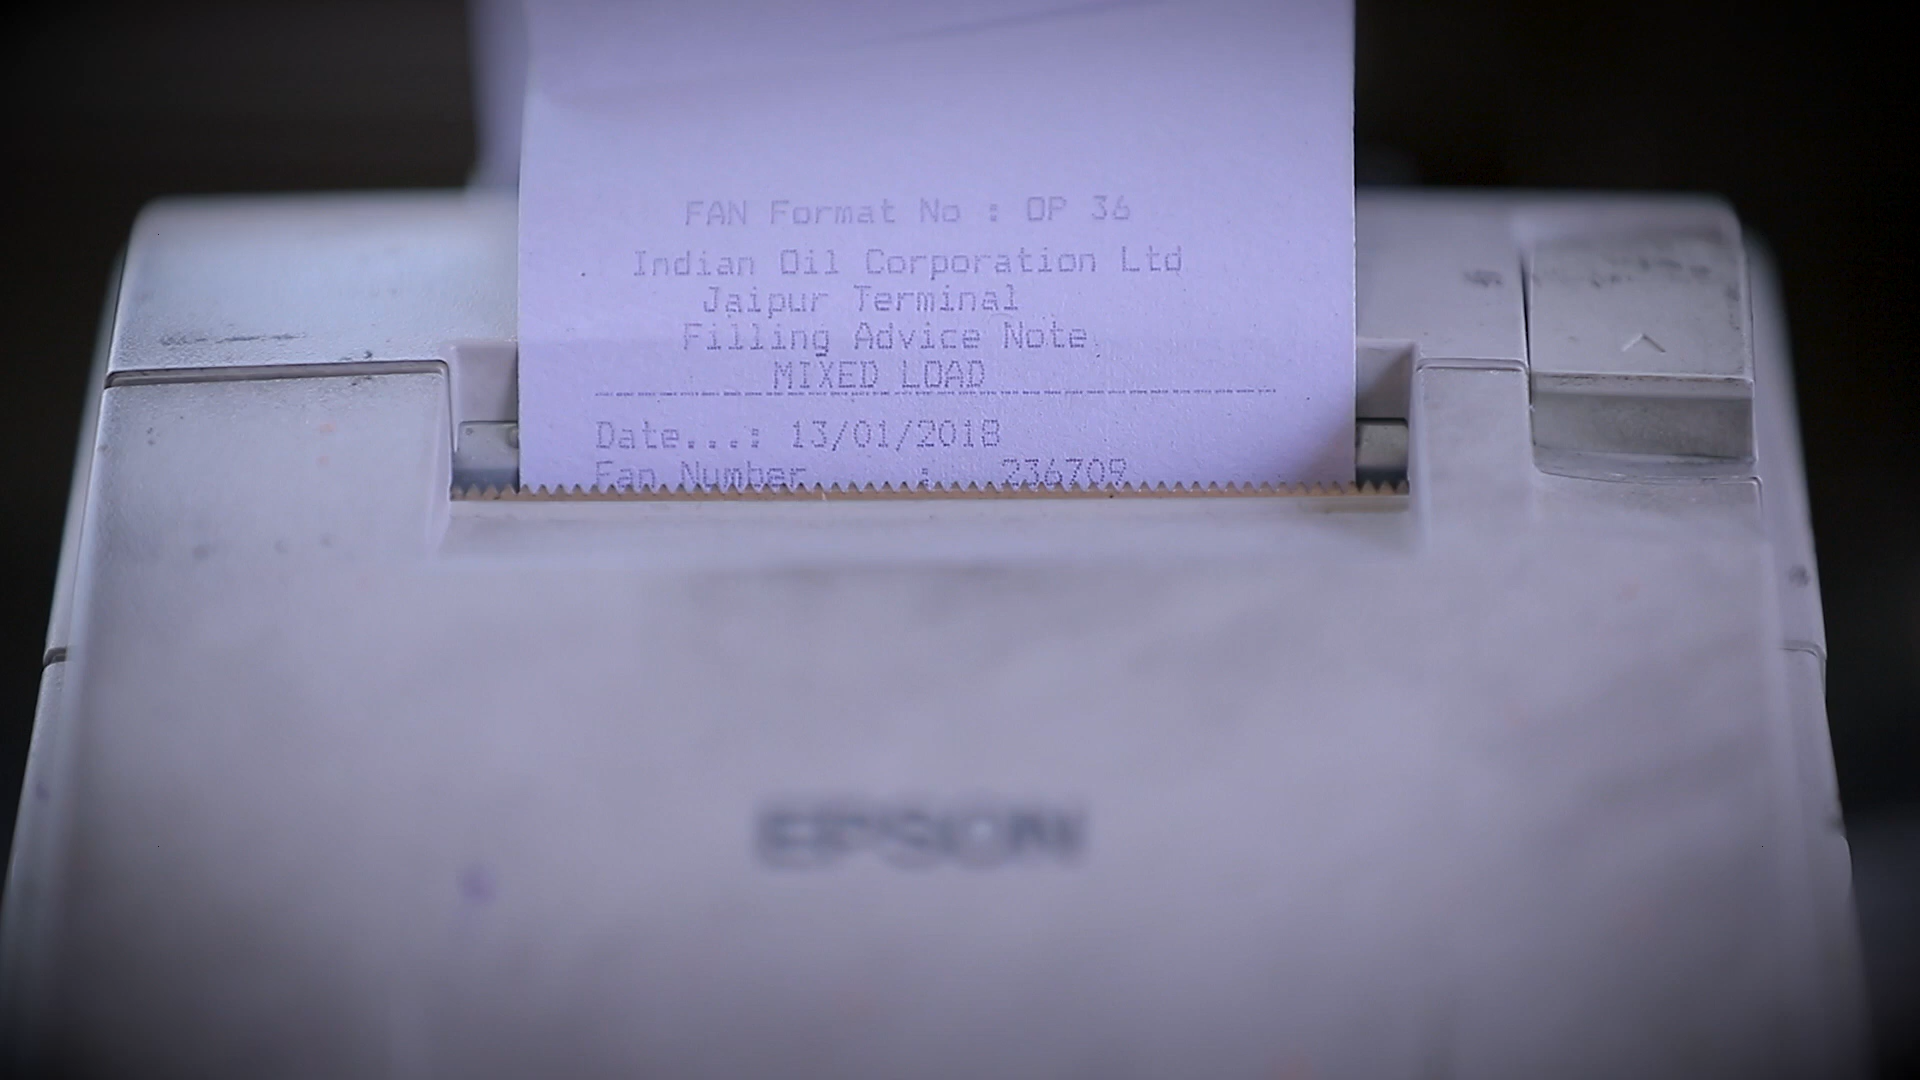 FAN Format No : OP 36
Indian Oil Corporation Ltd
Jaipur Terminal
Filling Advice Note
MIXED LOAD
Date...: 13/01/2018
Fan Number : 236709
EPSON